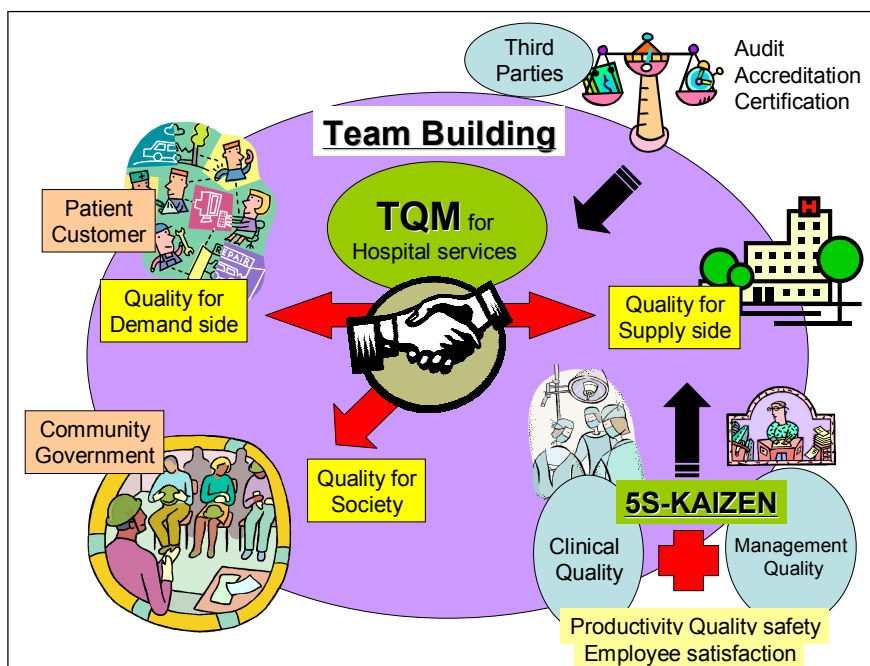 Third
Parties
Audit
Accreditation
Certification
Team Building
TQM for
Hospital services
Patient
Customer
REPAIR
H
Quality for
Demand side
Quality for
Supply side
Community
Government
Quality for
Society
5S-KAIZEN
Clinical
Quality
Management
Quality
Productivity Quality safety
Employee satisfaction